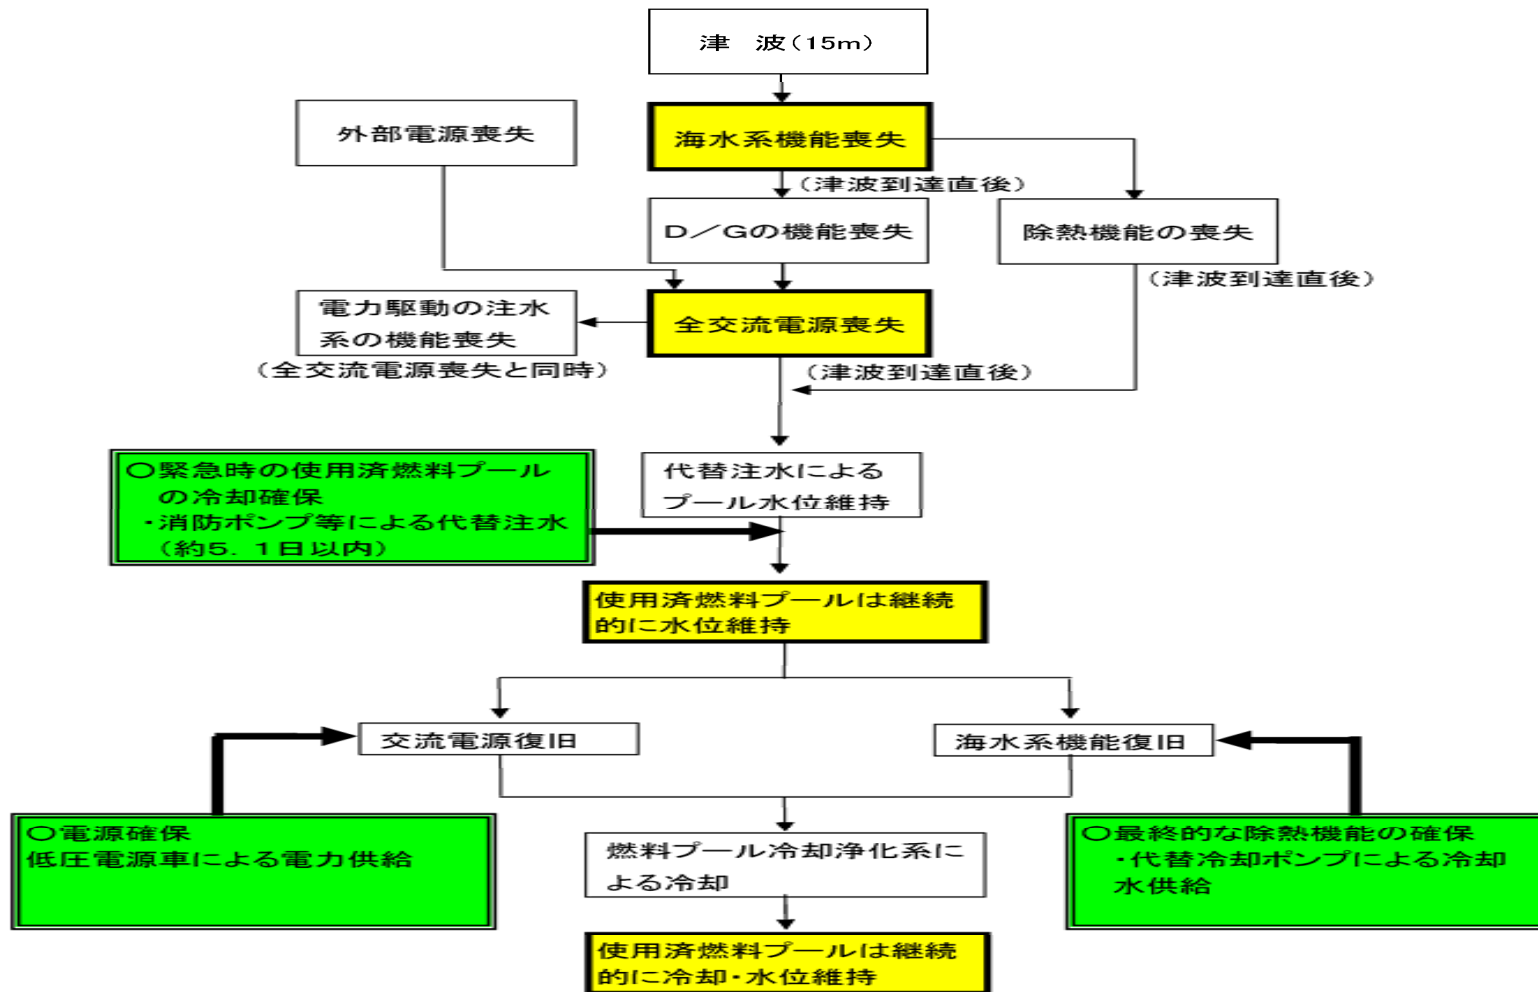 津　波(15m)
外部電源喪失
海水系機能喪失
(津波到達直後)
D/Gの機能喪失
除熱機能の喪失
(津波到達直後)
電力駆動の注水
系の機能喪失
(全交流電源喪失と同時)
全交流電源喪失
(津波到達直後)
○緊急時の使用済燃料プール
の冷却確保
・消防ポンプ等による代替注水
(約5.1日以内)
代替注水による
プール水位維持
使用済燃料プールは継続
的に水位維持
交流電源復旧
海水系機能復旧
○電源確保
低圧電源車による電力供給
燃料プール冷却浄化系に
よる冷却
○最終的な除熱機能の確保
・代替冷却ポンプによる冷却
水供給
使用済燃料プールは継続
的に冷却・水位維持